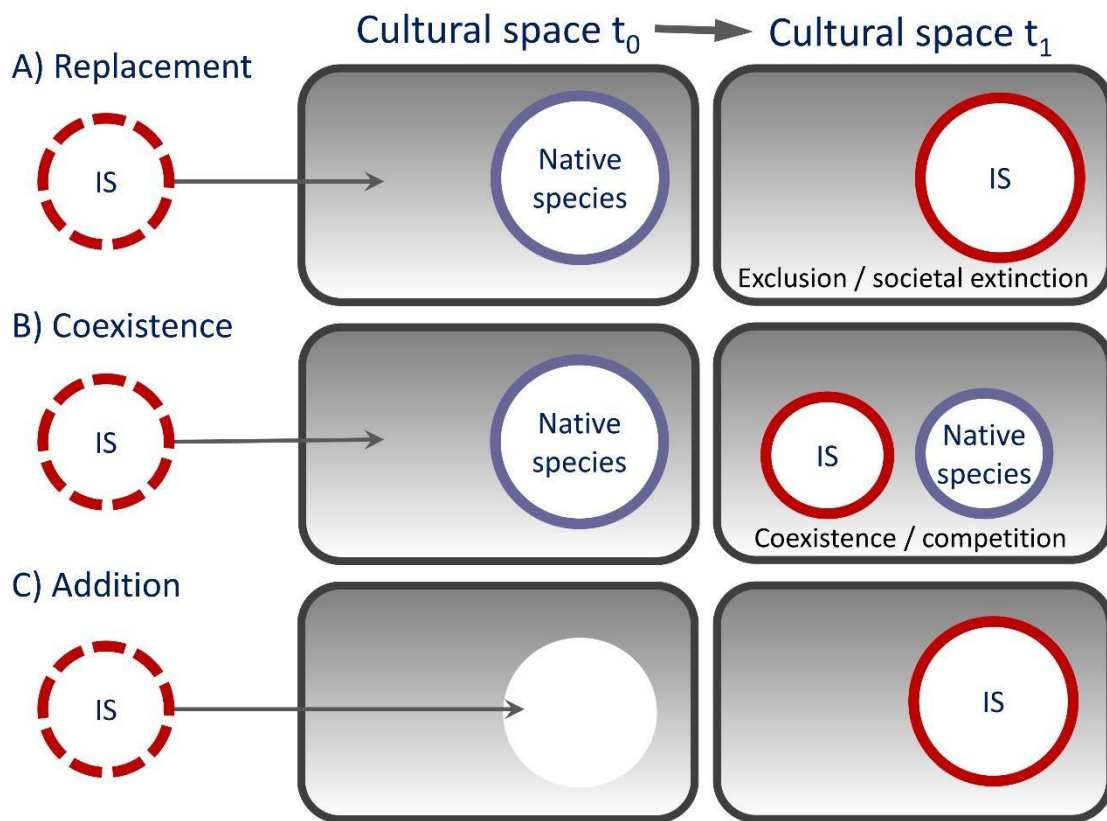 Cultural space t₀
Cultural space t₁
A) Replacement
IS
Native
species
IS
Exclusion / societal extinction
B) Coexistence
IS
Native
species
IS
Native
species
Coexistence / competition
C) Addition
IS
IS